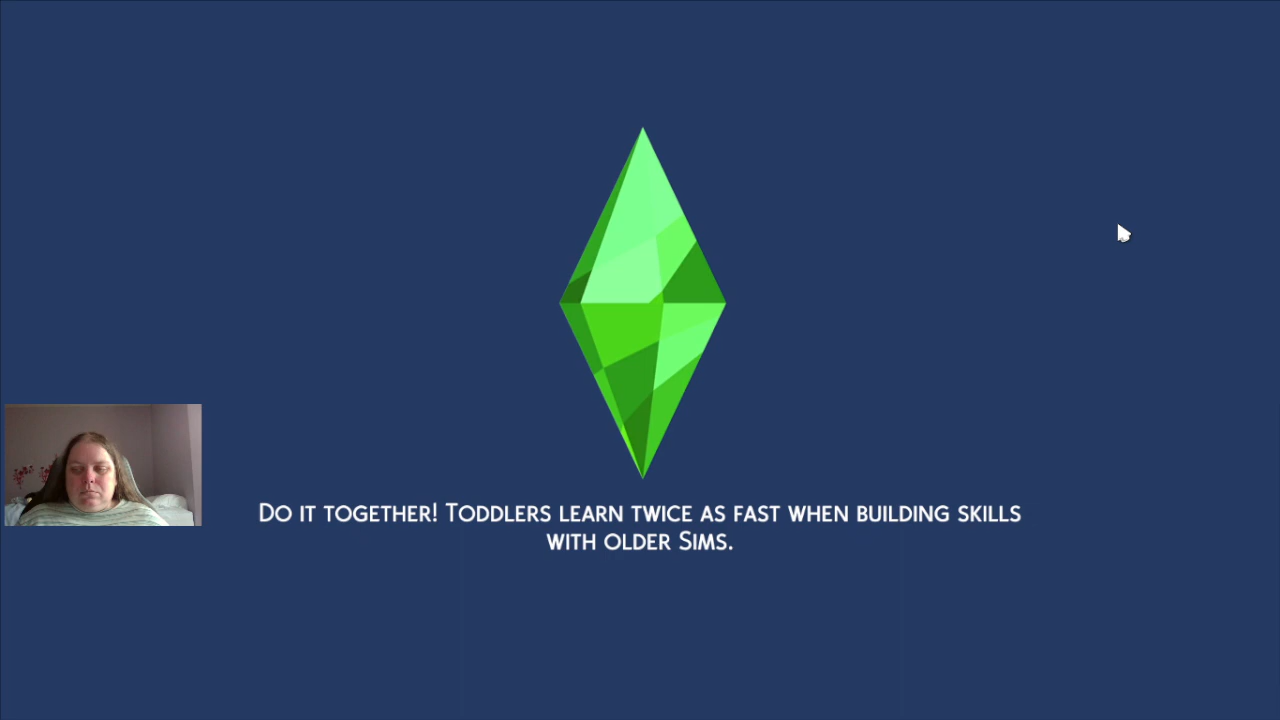 Do it together! Toddlers learn twice as fast when building skills
with older Sims.